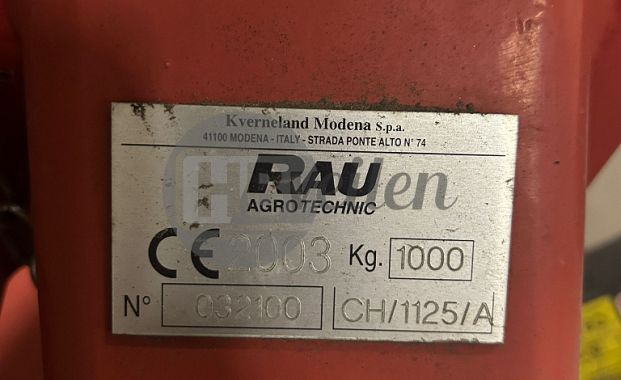 Kverneland Modena S.p.a.
41100 MODENA - ITALY - STRADA PONTE ALTO N° 74
RAU
AGROTECHNIC
CE 2003 Kg. 1000
N° 032100 CH/1125/A